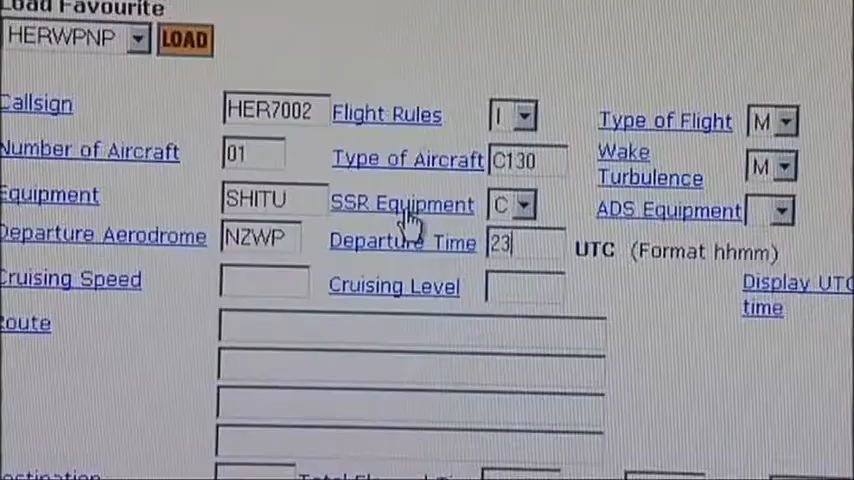 Load Favourite
HERWPNP LOAD
Callsign HER7002 Flight Rules I Type of Flight M
Number of Aircraft 01 Type of Aircraft C130 Wake Turbulence M
Equipment SHITU SSR Equipment C ADS Equipment
Departure Aerodrome NZWP Departure Time 23 UTC (Format hhmm)
Cruising Speed Cruising Level Display UTC time
Route
Destination